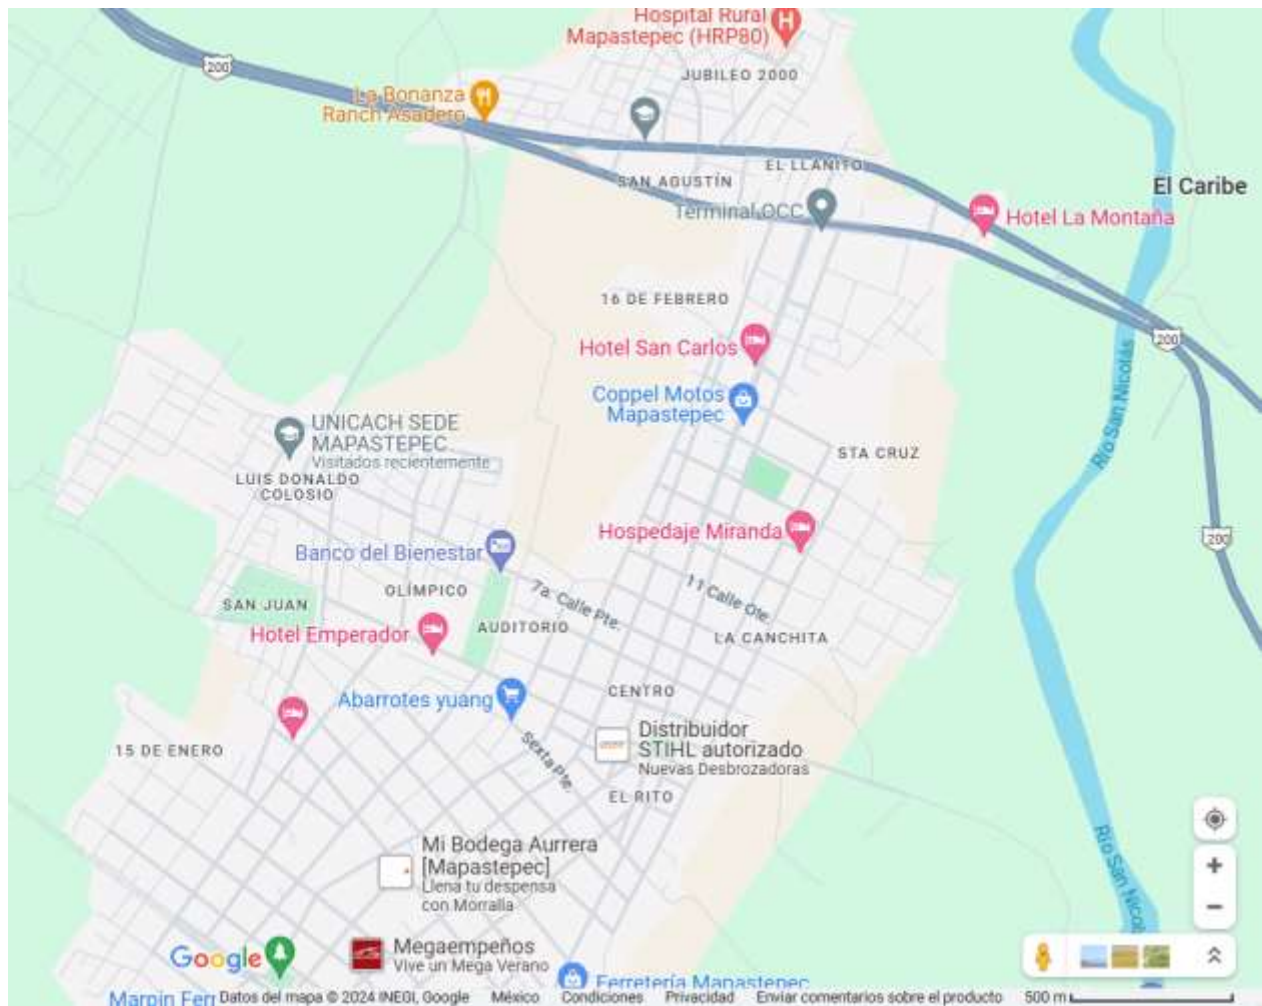 Hospital Rural
Mapastepec (HRP80)
JUBILEO 2000
200
La Bonanza
Ranch Asadero
EL LLANITO
SAN AGUSTÍN
El Caribe
Terminal OCC
Hotel La Montaña
16 DE FEBRERO
Hotel San Carlos
200
Río San Nicolás
Coppel Motos
Mapastepec
UNICACH SEDE
MAPASTEPEC
Visitados recientemente
STA CRUZ
LUIS DONALDO
COLOSIO
Hospedaje Miranda
200
Banco del Bienestar
OLÍMPICO
7a. Calle Pte.
11 Calle Ote.
SAN JUAN
Hotel Emperador
AUDITORIO
LA CANCHITA
CENTRO
Abarrotes yuang
15 DE ENERO
Sexta Pte.
Distribuidor
STIHL autorizado
Nuevas Desbrozadoras
EL RITO
Mi Bodega Aurrera
[Mapastepec]
Llena tu despensa
con Morralla
Río San Nicol
Google
Megaempeños
Vive un Mega Verano
Ferretería Mapastepec
Marpin Ferr
Datos del mapa © 2024 INEGI, Google México Condiciones Privacidad Enviar comentarios sobre el producto 500 m